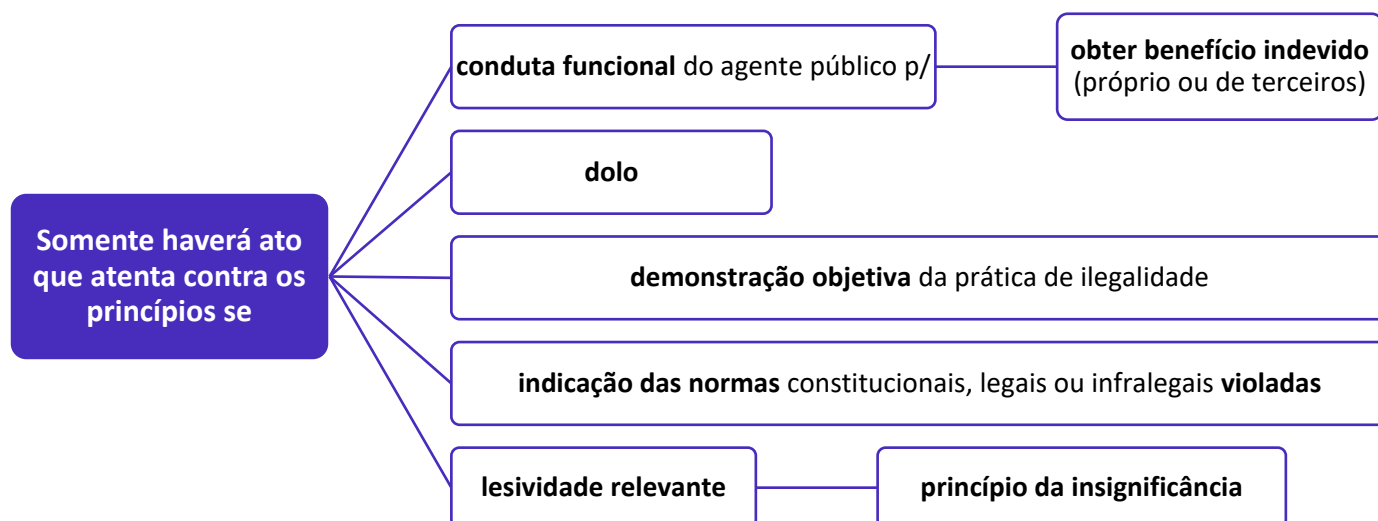 Somente haverá ato
que atenta contra os
princípios se
conduta funcional do agente público p/
obter benefício indevido
(próprio ou de terceiros)
dolo
demonstração objetiva da prática de ilegalidade
indicação das normas constitucionais, legais ou infralegais violadas
lesividade relevante
princípio da insignificância